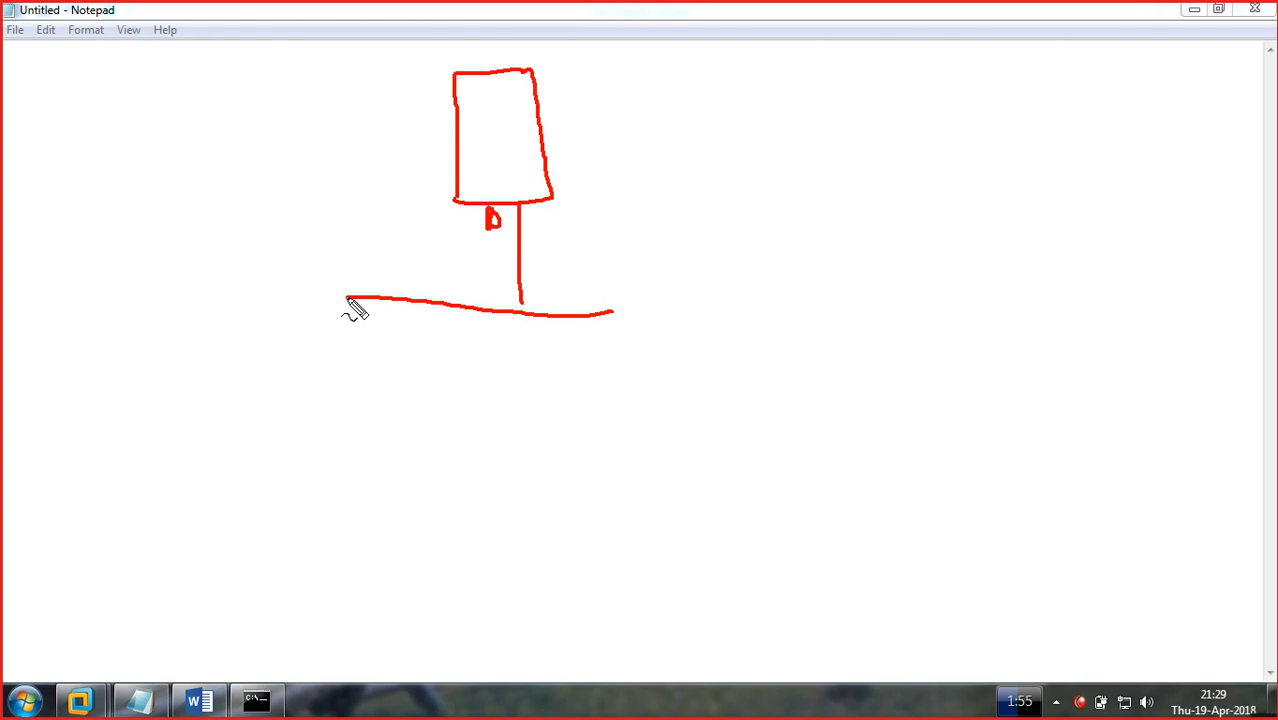 Untitled - Notepad
File Edit Format View Help
D
1:55
21:29
Thu-19-Apr-2018